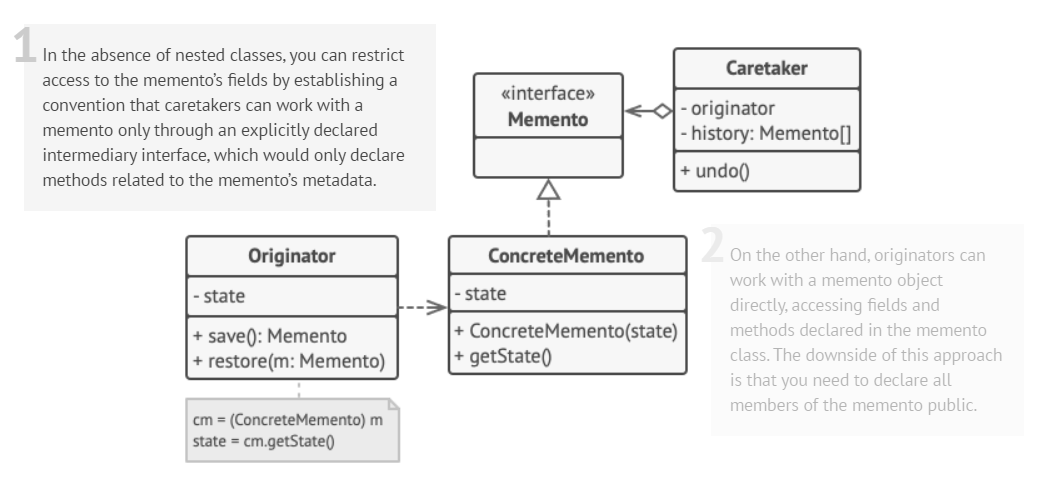 1
In the absence of nested classes, you can restrict
access to the memento's fields by establishing a
convention that caretakers can work with a
memento only through an explicitly declared
intermediary interface, which would only declare
methods related to the memento's metadata.
«interface»
Memento
Caretaker
- originator
- history: Memento[]
+ undo()
Originator
- state
+ save(): Memento
+ restore(m: Memento)
cm = (ConcreteMemento) m
state = cm.getState()
ConcreteMemento
- state
+ ConcreteMemento(state)
+ getState()
2
On the other hand, originators can
work with a memento object
directly, accessing fields and
methods declared in the memento
class. The downside of this approach
is that you need to declare all
members of the memento public.